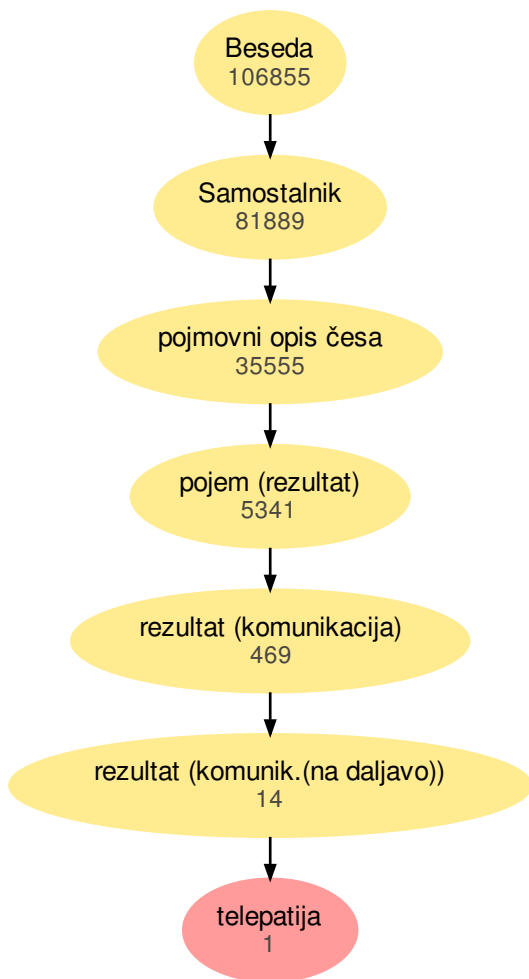 Beseda
106855
Samostalnik
81889
pojmovni opis česa
35555
pojem (rezultat)
5341
rezultat (komunikacija)
469
rezultat (komunik.(na daljavo))
14
telepatija
1